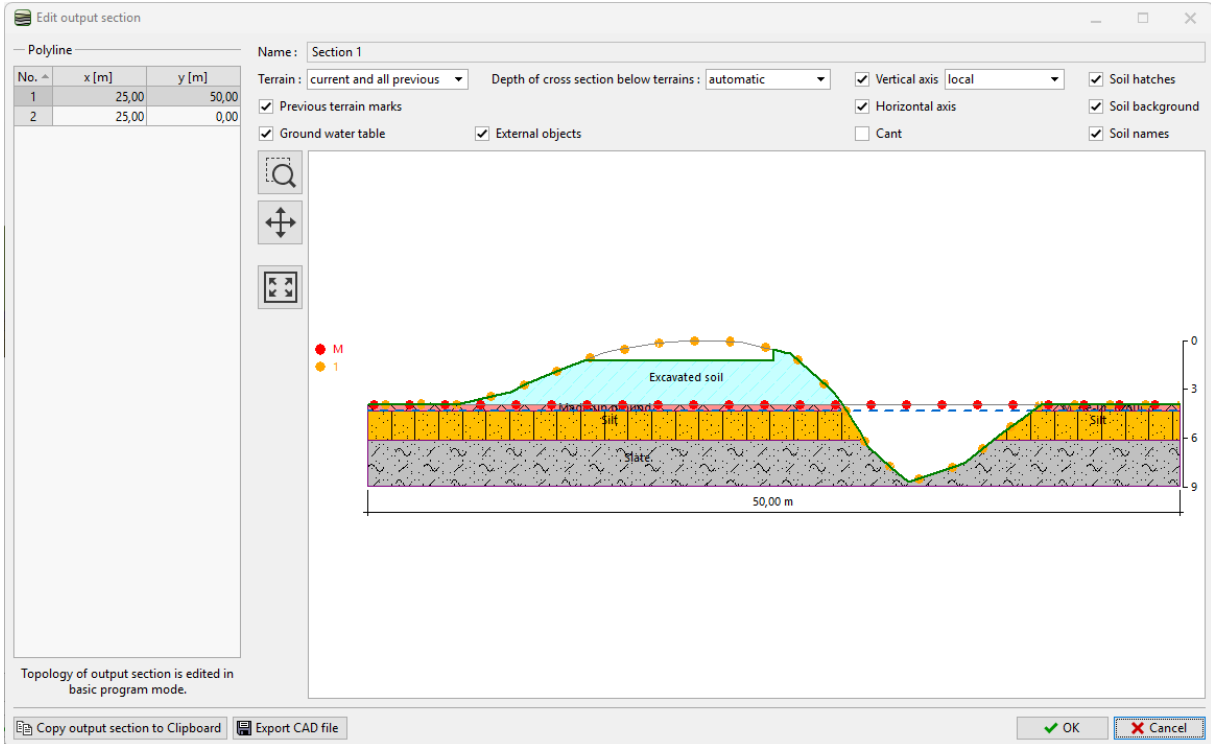 Edit output section
Polyline
No. x [m] y [m]
1 25,00 50,00
2 25,00 0,00
Topology of output section is edited in
basic program mode.
Name : Section 1
Terrain : current and all previous Depth of cross section below terrains : automatic Vertical axis local Soil hatches
Previous terrain marks Horizontal axis Soil background
Ground water table External objects Cant Soil names
M
1
Excavated soil
Silt
Silt
Slate
0
3
6
9
50,00 m
Copy output section to Clipboard Export CAD file OK Cancel